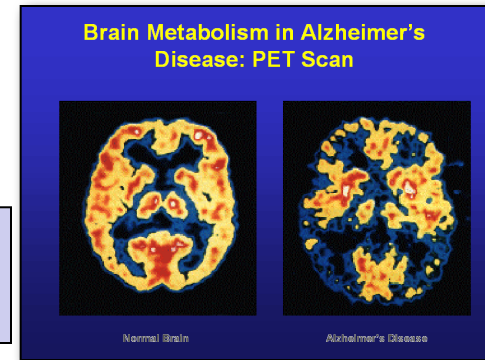 Brain Metabolism in Alzheimer's
Disease: PET Scan
Normal Brain
Alzheimer's Disease